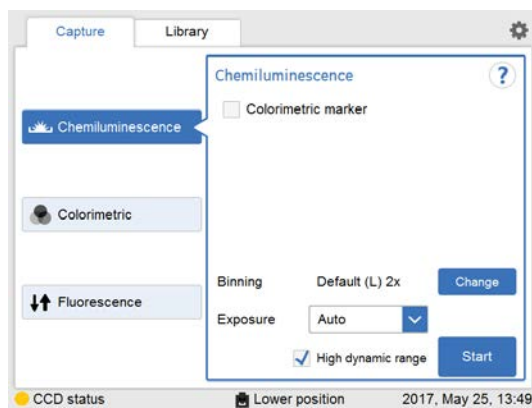 Capture Library
Chemiluminescence ?
Colorimetric marker
Chemiluminescence
Colorimetric
Fluorescence
Binning Default (L) 2x Change
Exposure Auto
High dynamic range Start
CCD status Lower position 2017, May 25, 13:49